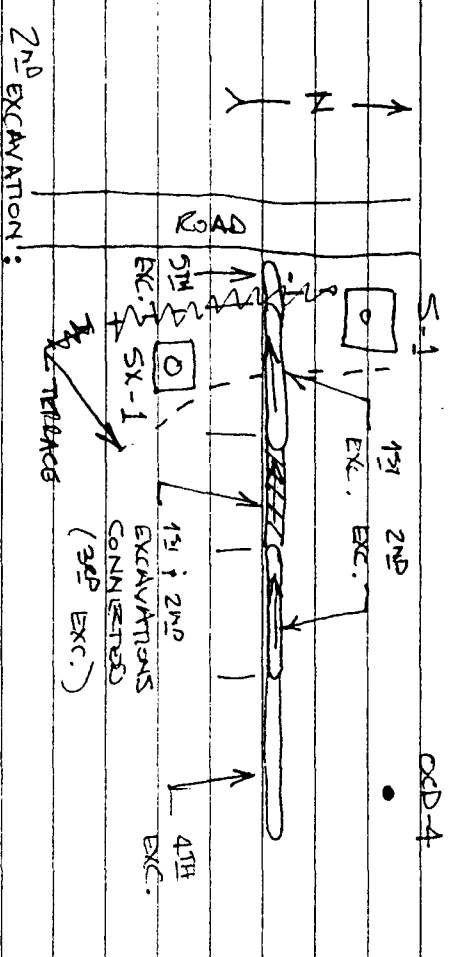 N
ROAD
S-1
5TH
EXC.
SX-1
TERRACE
1ST
EXC.
2ND
EXC.
1ST & 2ND
EXCAVATIONS
CONNECTED
(3RD EXC.)
4TH
EXC.
OCD-4
2ND EXCAVATION: